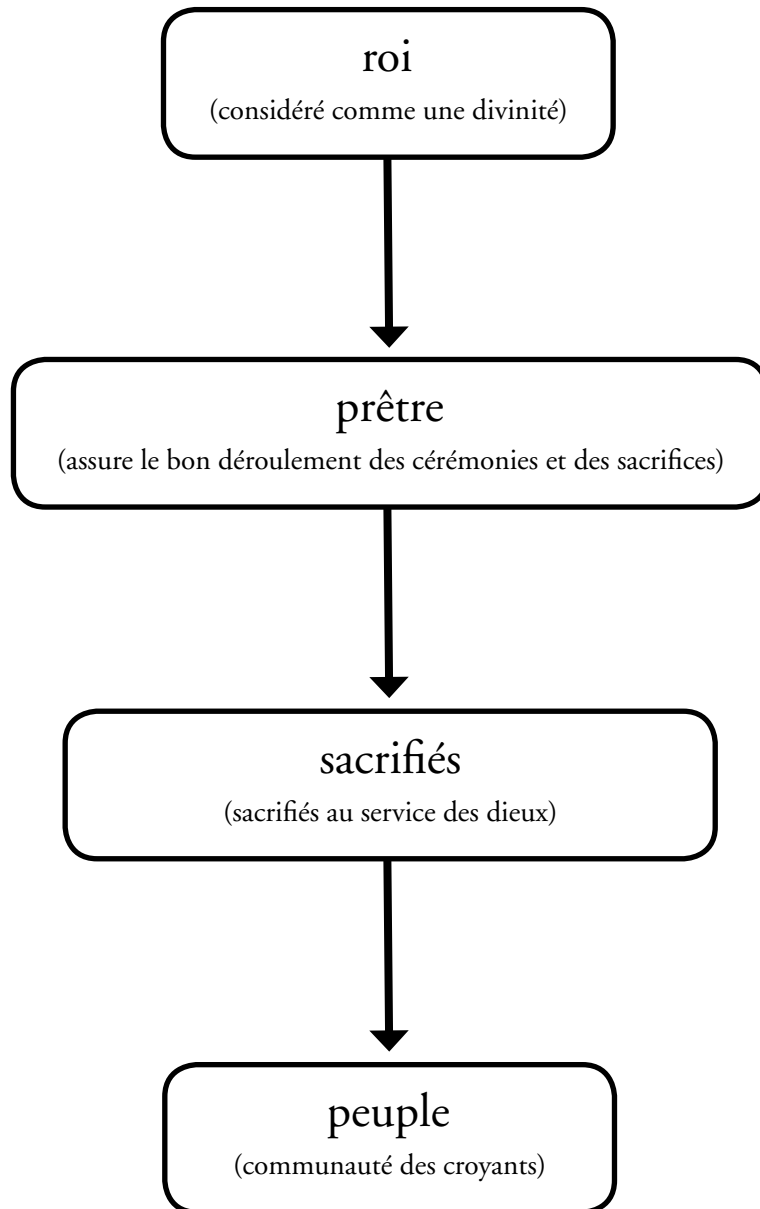 roi
(considéré comme une divinité)
prêtre
(assure le bon déroulement des cérémonies et des sacrifices)
sacrifiés
(sacrifiés au service des dieux)
peuple
(communauté des croyants)